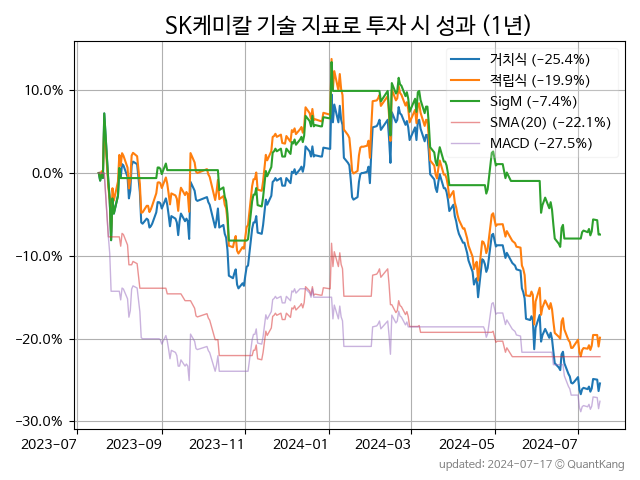 SK케미칼 기술 지표로 투자 시 성과 (1년)
거치식 (−25.4%)
적립식 (−19.9%)
SigM (−7.4%)
SMA(20) (−22.1%)
MACD (−27.5%)
10.0%
0.0%
−10.0%
−20.0%
−30.0%
2023-07 2023-09 2023-11 2024-01 2024-03 2024-05 2024-07
updated: 2024-07-17 © QuantKang